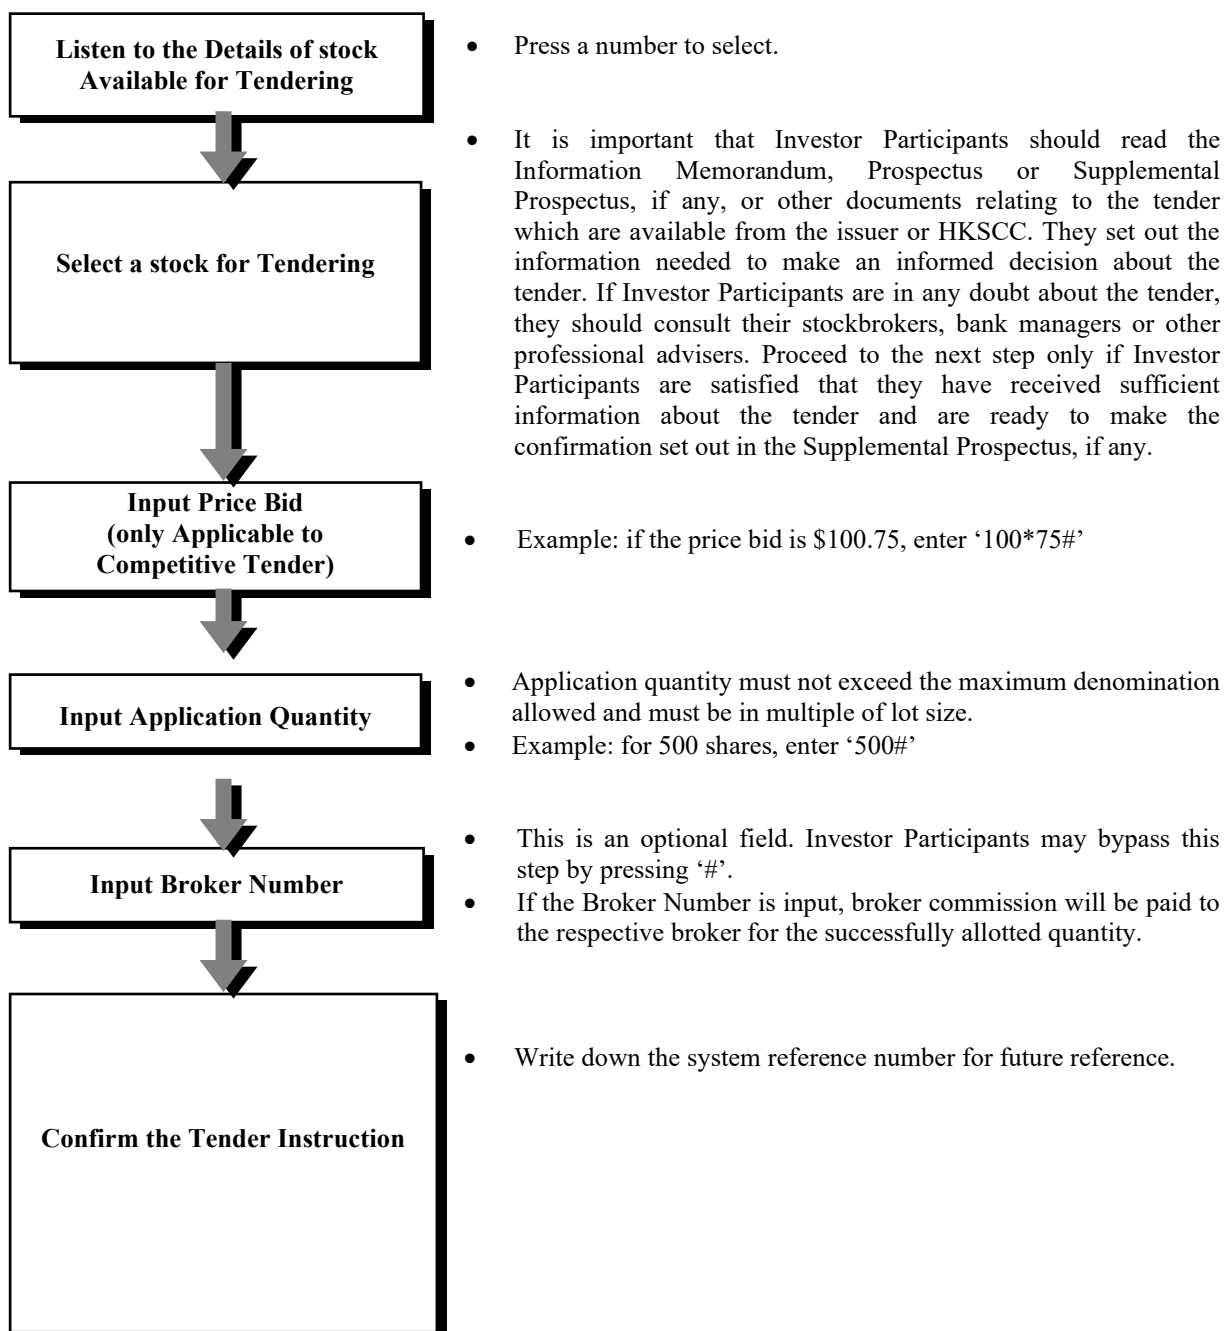 Listen to the Details of stock
Available for Tendering
• Press a number to select.
Select a stock for Tendering
• It is important that Investor Participants should read the
Information Memorandum, Prospectus or Supplemental
Prospectus, if any, or other documents relating to the tender
which are available from the issuer or HKSCC. They set out the
information needed to make an informed decision about the
tender. If Investor Participants are in any doubt about the tender,
they should consult their stockbrokers, bank managers or other
professional advisers. Proceed to the next step only if Investor
Participants are satisfied that they have received sufficient
information about the tender and are ready to make the
confirmation set out in the Supplemental Prospectus, if any.
Input Price Bid
(only Applicable to
Competitive Tender)
• Example: if the price bid is $100.75, enter ‘100*75#’
Input Application Quantity
• Application quantity must not exceed the maximum denomination
allowed and must be in multiple of lot size.
• Example: for 500 shares, enter ‘500#’
Input Broker Number
• This is an optional field. Investor Participants may bypass this
step by pressing ‘#’.
• If the Broker Number is input, broker commission will be paid to
the respective broker for the successfully allotted quantity.
Confirm the Tender Instruction
• Write down the system reference number for future reference.